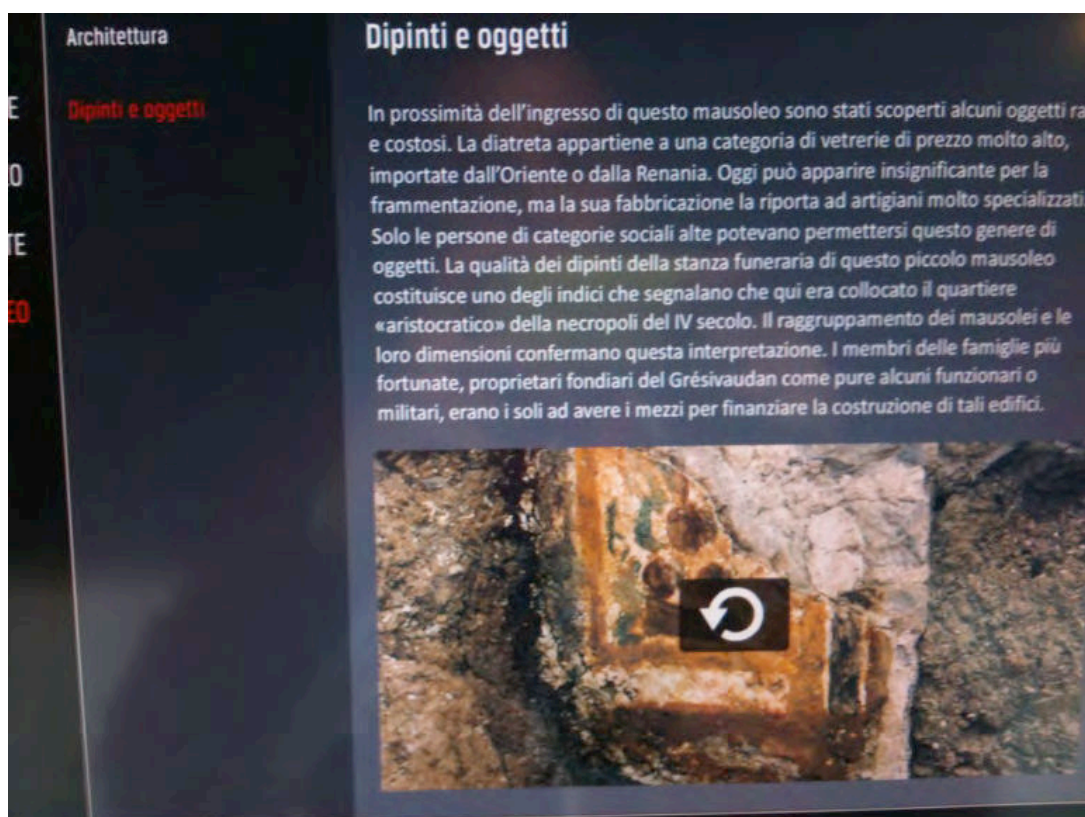 Architettura
Dipinti e oggetti
Dipinti e oggetti
In prossimità dell'ingresso di questo mausoleo sono stati scoperti alcuni oggetti
e costosi. La diatreta appartiene a una categoria di vetrerie di prezzo molto alto,
importate dall'Oriente o dalla Renania. Oggi può apparire insignificante per la
frammentazione, ma la sua fabbricazione la riporta ad artigiani molto specializzati.
Solo le persone di categorie sociali alte potevano permettersi questo genere di
oggetti. La qualità dei dipinti della stanza funeraria di questo piccolo mausoleo
costituisce uno degli indici che segnalano che qui era collocato il quartiere
«aristocratico» della necropoli del IV secolo. Il raggruppamento dei mausolei e le
loro dimensioni confermano questa interpretazione. I membri delle famiglie più
fortunate, proprietari fondiari del Grésivaudan come pure alcuni funzionari o
militari, erano i soli ad avere i mezzi per finanziare la costruzione di tali edifici.